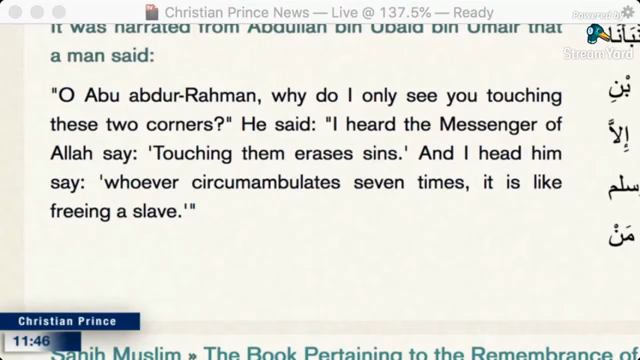 Christian Prince News — Live @ 137.5% — Ready
Powered by
StreamYard
It was narrated from Abdullah bin Ubaid bin Umair that
a man said:
"O Abu abdur-Rahman, why do I only see you touching
these two corners?" He said: "I heard the Messenger of
Allah say: 'Touching them erases sins.' And I head him
say: 'whoever circumambulates seven times, it is like
freeing a slave.'"
بْنِ
إِلاَّ
وسلم
مَنْ
Christian Prince
11:46
Sahih Muslim » The Book Pertaining to the Remembrance of